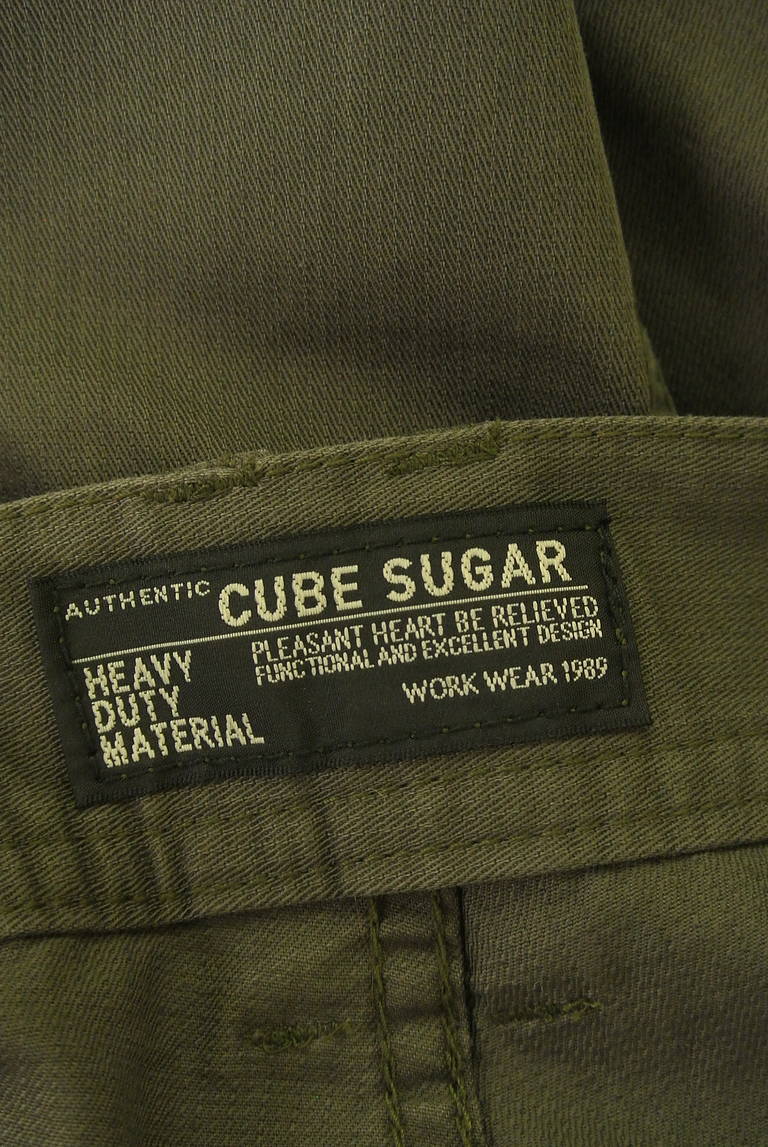 AUTHENTIC CUBE SUGAR
PLEASANT HEART BE RELIEVED
FUNCTIONAL AND EXCELLENT DESIGN
HEAVY
DUTY
MATERIAL
WORK WEAR 1989